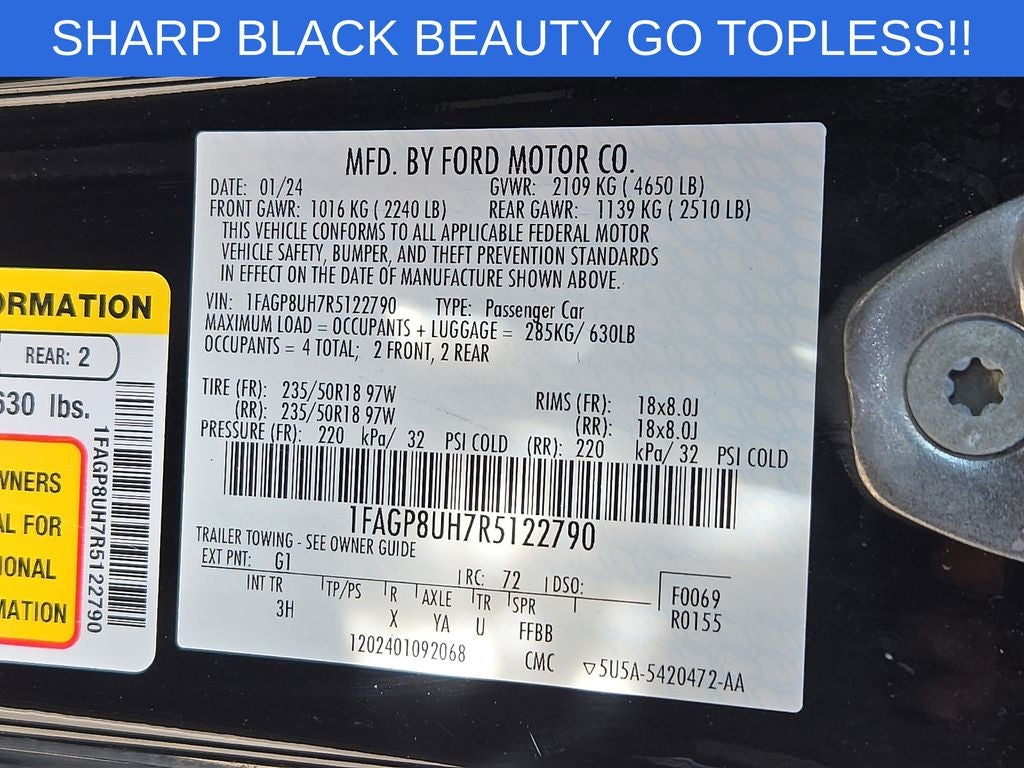 SHARP BLACK BEAUTY GO TOPLESS!!
MFD. BY FORD MOTOR CO.
DATE: 01/24 GVWR: 2109 KG ( 4650 LB)
FRONT GAWR: 1016 KG ( 2240 LB) REAR GAWR: 1139 KG ( 2510 LB)
THIS VEHICLE CONFORMS TO ALL APPLICABLE FEDERAL MOTOR
VEHICLE SAFETY, BUMPER, AND THEFT PREVENTION STANDARDS
IN EFFECT ON THE DATE OF MANUFACTURE SHOWN ABOVE.
VIN: 1FAGP8UH7R5122790 TYPE: Passenger Car
MAXIMUM LOAD = OCCUPANTS + LUGGAGE = 285KG/ 630LB
OCCUPANTS = 4 TOTAL; 2 FRONT, 2 REAR
TIRE (FR): 235/50R18 97W RIMS (FR): 18x8.0J
(RR): 235/50R18 97W (RR): 18x8.0J
PRESSURE (FR): 220 kPa/ 32 PSI COLD (RR): 220 kPa/ 32 PSI COLD
1FAGP8UH7R5122790
TRAILER TOWING - SEE OWNER GUIDE
EXT PNT: G1 RC: 72 DSO:
INT TR TP/PS R AXLE TR SPR
3H X YA U FFBB
F0069
R0155
1202401092068 CMC ▽5U5A-5420472-AA
ORMATION
REAR: 2
630 lbs.
WNERS
AL FOR
IONAL
MATION
1FAGP8UH7R5122790